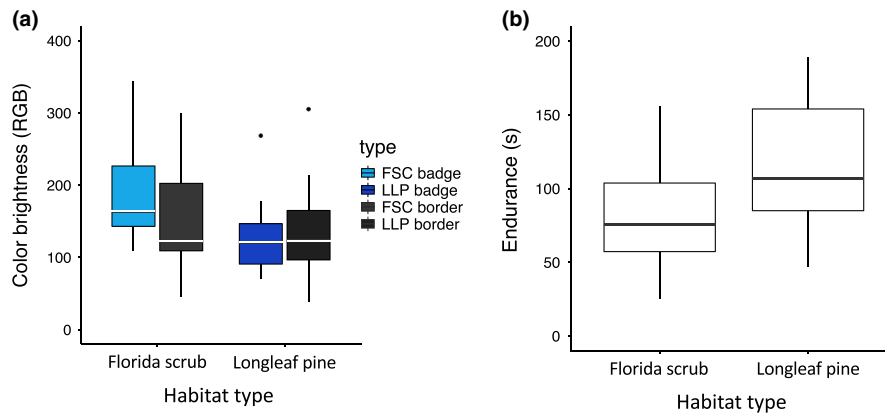 (a)
Color brightness (RGB)
400
300
200
100
0
Florida scrub Longleaf pine
Habitat type
type
FSC badge
LLP badge
FSC border
LLP border
(b)
Endurance (s)
200
150
100
50
0
Florida scrub Longleaf pine
Habitat type